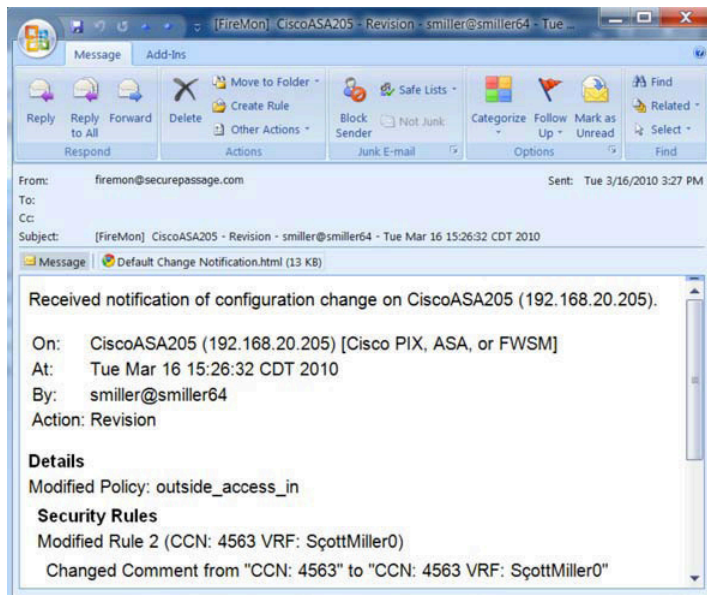 [FireMon] CiscoASA205 - Revision - smiller@smiller64 - Tue ...
Message Add-Ins
Reply
Reply to All
Forward
Respond
Delete
Move to Folder
Create Rule
Other Actions
Actions
Block Sender
Safe Lists
Not Junk
Junk E-mail
Categorize
Follow Up
Mark as Unread
Options
Find
Related
Select
Find
From: firemon@securepassage.com Sent: Tue 3/16/2010 3:27 PM
To:
Cc:
Subject: [FireMon] CiscoASA205 - Revision - smiller@smiller64 - Tue Mar 16 15:26:32 CDT 2010
Message Default Change Notification.html (13 KB)
Received notification of configuration change on CiscoASA205 (192.168.20.205).
On: CiscoASA205 (192.168.20.205) [Cisco PIX, ASA, or FWSM]
At: Tue Mar 16 15:26:32 CDT 2010
By: smiller@smiller64
Action: Revision
Details
Modified Policy: outside_access_in
Security Rules
Modified Rule 2 (CCN: 4563 VRF: SçottMiller0)
Changed Comment from "CCN: 4563" to "CCN: 4563 VRF: SçottMiller0"